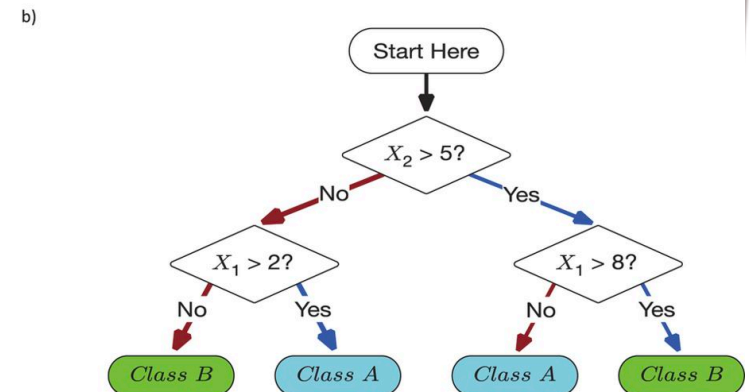 b)
Start Here
X₂ > 5?
No
Yes
X₁ > 2?
X₁ > 8?
No
Yes
No
Yes
Class B
Class A
Class A
Class B